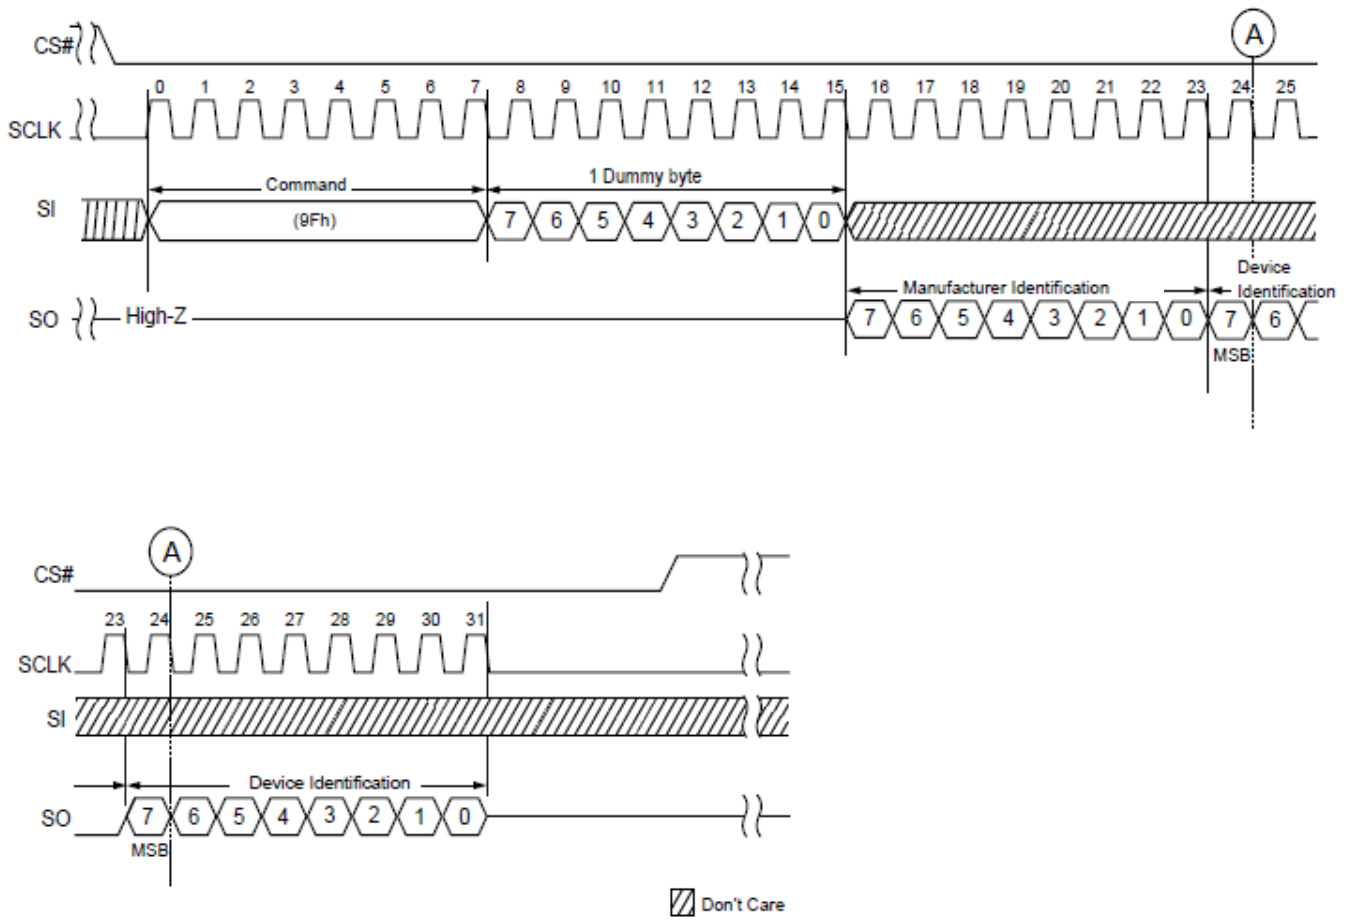 A
CS#
0 1 2 3 4 5 6 7 8 9 10 11 12 13 14 15 16 17 18 19 20 21 22 23 24 25
SCLK
Command
1 Dummy byte
SI
(9Fh)
7 6 5 4 3 2 1 0
Device
Manufacturer Identification
Identification
SO
High-Z
7 6 5 4 3 2 1 0 7 6
MSB
A
CS#
23 24 25 26 27 28 29 30 31
SCLK
SI
Device Identification
SO
7 6 5 4 3 2 1 0
MSB
Don't Care